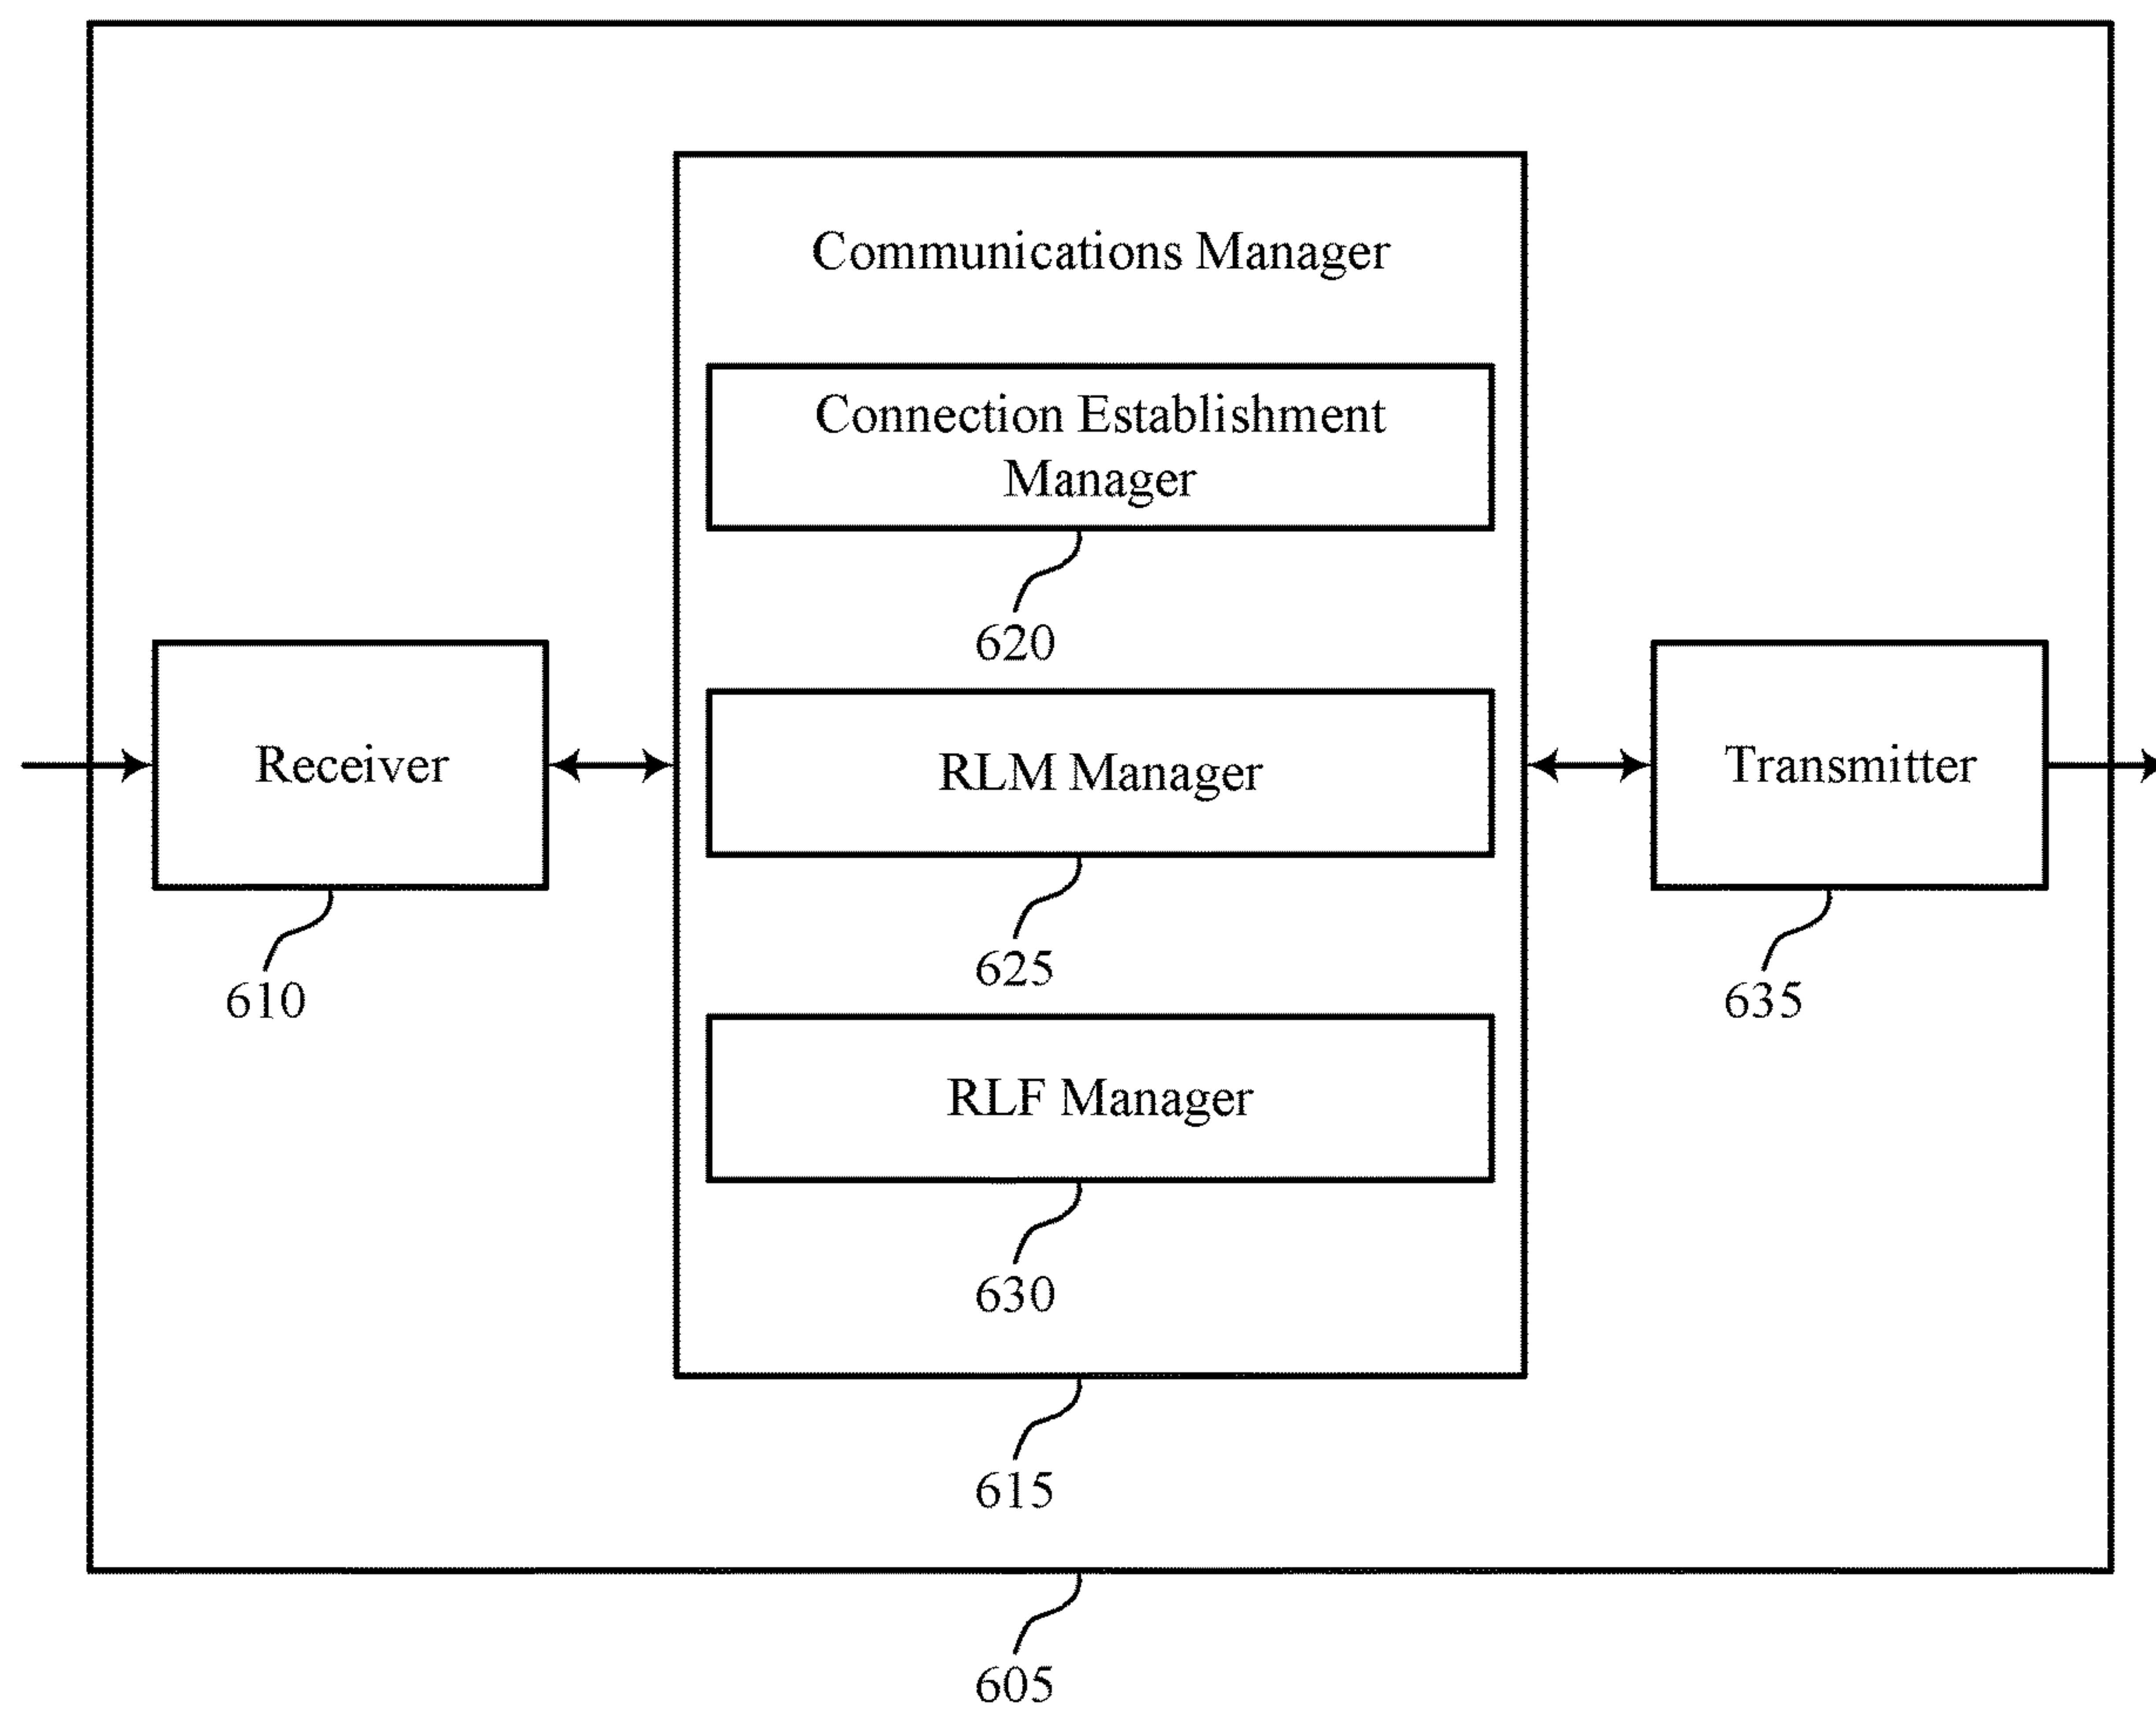 Communications Manager
Connection Establishment
Manager
620
Receiver
RLM Manager
Transmitter
625
610
635
RLF Manager
630
615
605